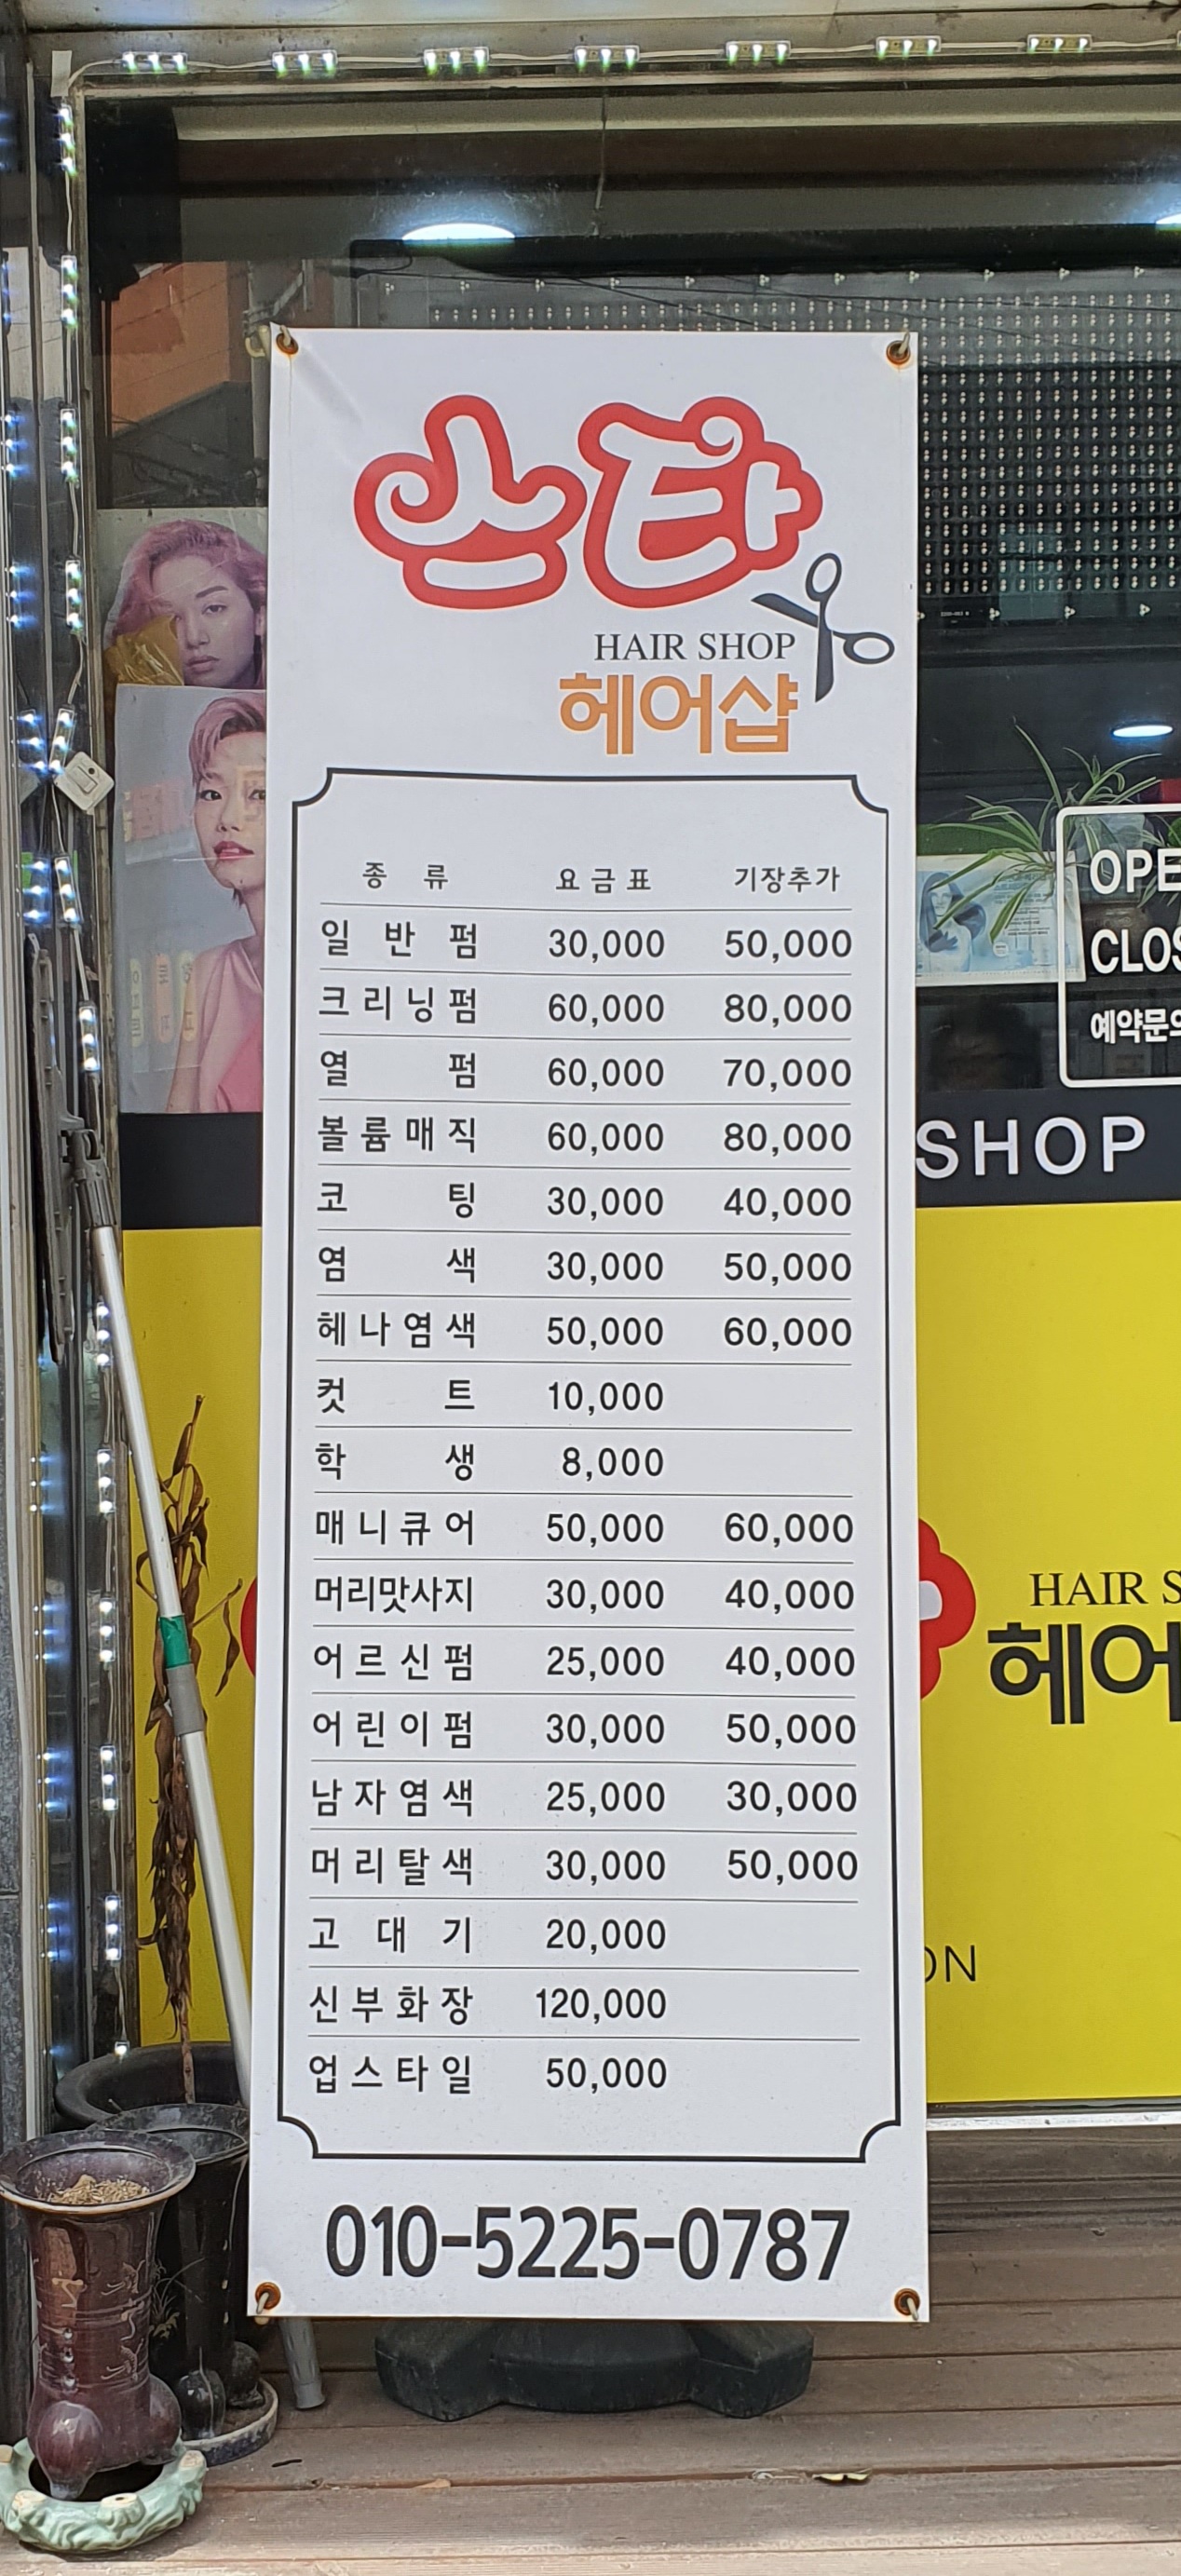 스타
HAIR SHOP
헤어샵
종 류 요금표 기장추가
일 반 펌 30,000 50,000
크리닝펌 60,000 80,000
열 펌 60,000 70,000
볼륨매직 60,000 80,000
코 팅 30,000 40,000
염 색 30,000 50,000
헤나염색 50,000 60,000
컷 트 10,000
학 생 8,000
매니큐어 50,000 60,000
머리맛사지 30,000 40,000
어르신펌 25,000 40,000
어린이펌 30,000 50,000
남자염색 25,000 30,000
머리탈색 30,000 50,000
고 대 기 20,000
신부화장 120,000
업스타일 50,000
010-5225-0787
OPE
CLOS
예약문의
SHOP
HAIR S
헤어
ON